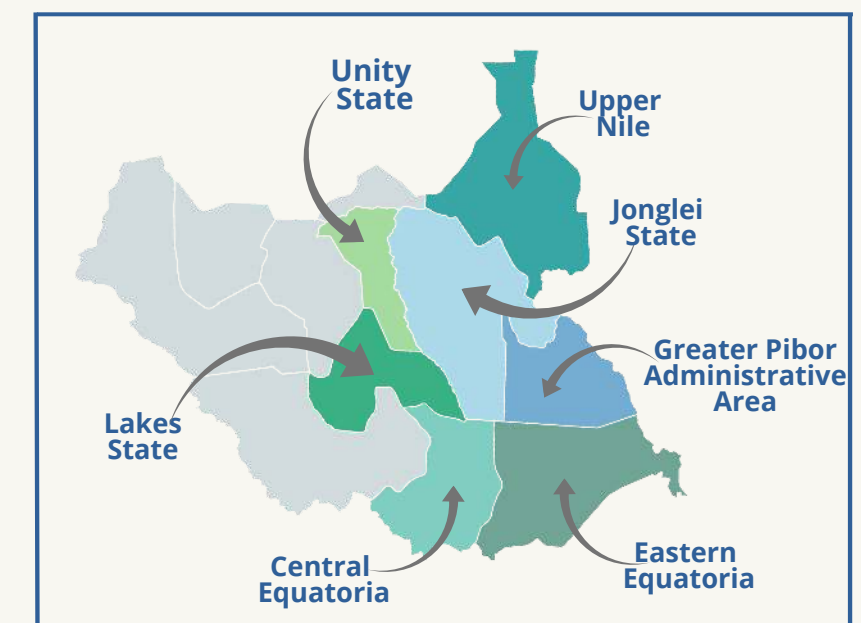 Unity
State
Upper
Nile
Jonglei
State
Greater Pibor
Administrative
Area
Lakes
State
Central
Equatoria
Eastern
Equatoria